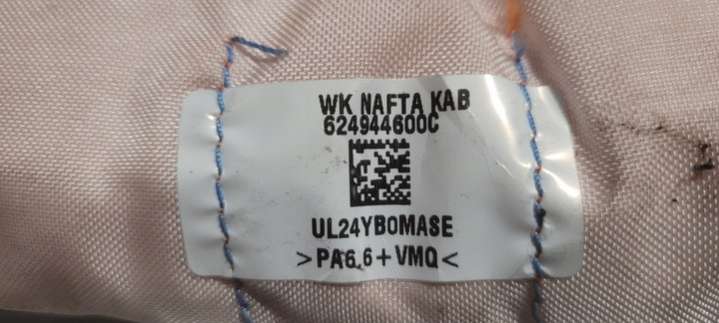 WK NAFTA KAB
624944600C
UL24YB0MASE
>PA6.6+VMQ<